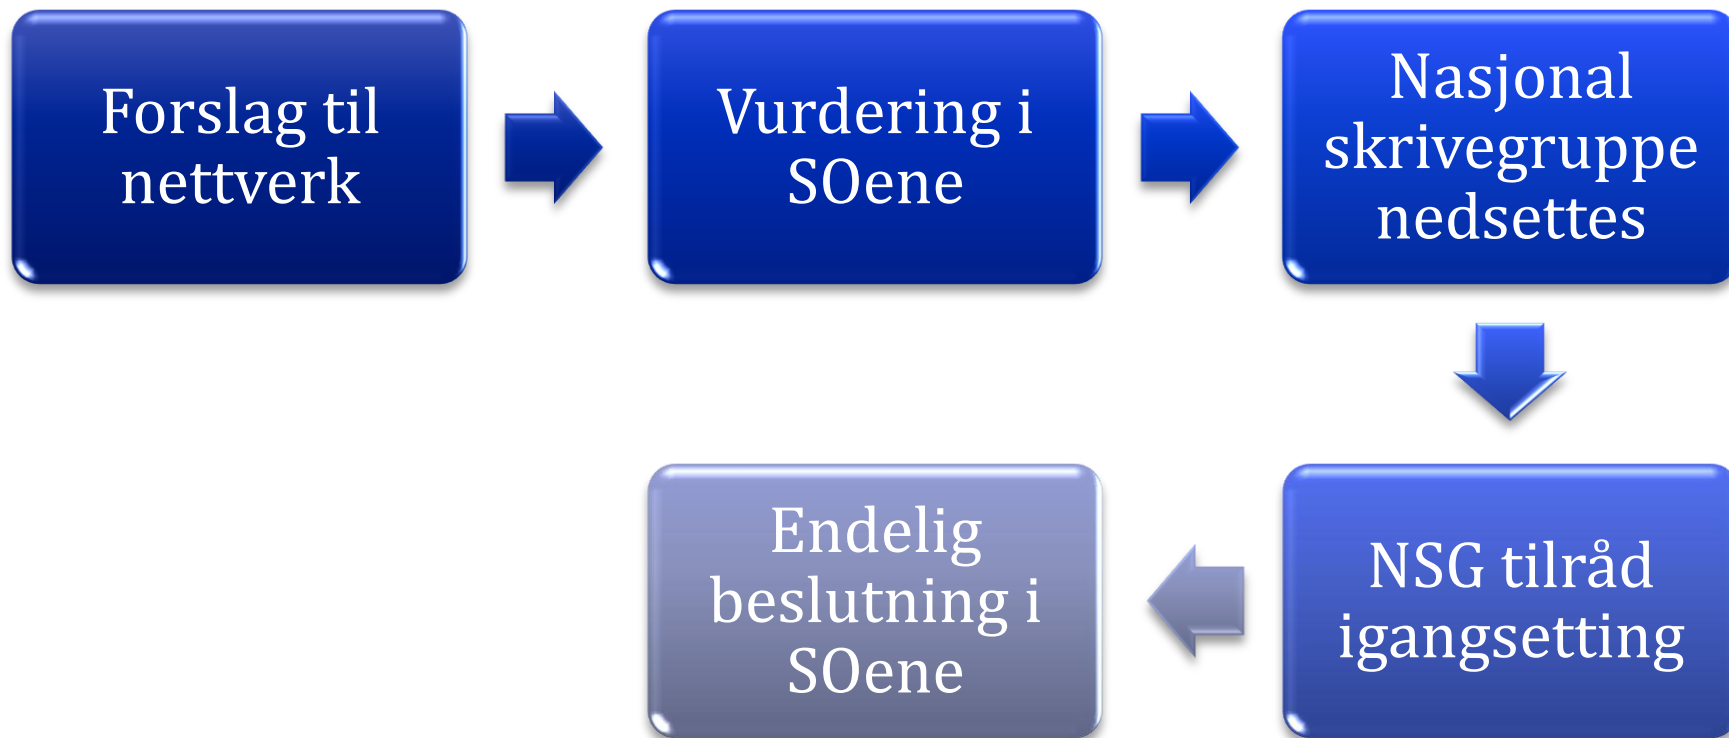 Forslag til
nettverk
Vurdering i
SOene
Nasjonal
skrivegruppe
nedsettes
NSG tilråd
igangsetting
Endelig
beslutning i
SOene